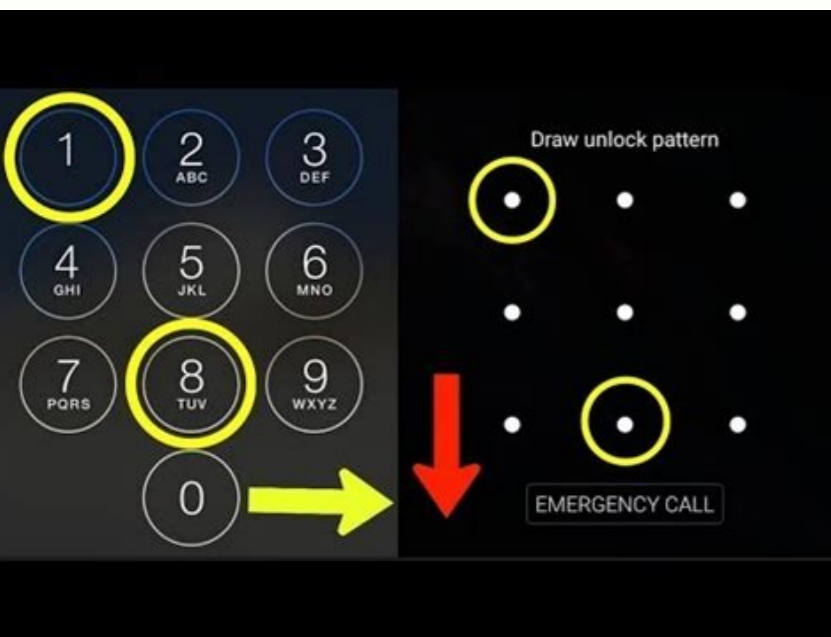 1 2 3
ABC DEF
4 5 6
GHI JKL MNO
7 8 9
PQRS TUV WXYZ
0
Draw unlock pattern
EMERGENCY CALL